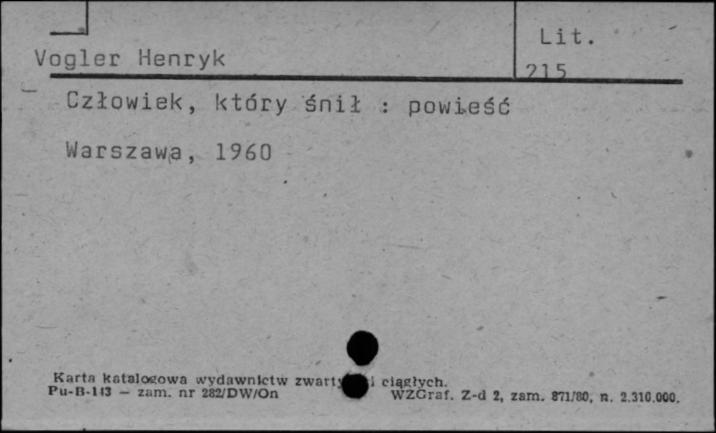 Lit.
Vogler Henryk
215
Człowiek, który śnił : powieść
Warszawa, 1960
Karta katalogowa wydawnictw ciągłych.
Pu-B-143 — zam. nr 282/DW/On WZGraf. Z-d 2, zam. 871/80, n. 2.310.000.